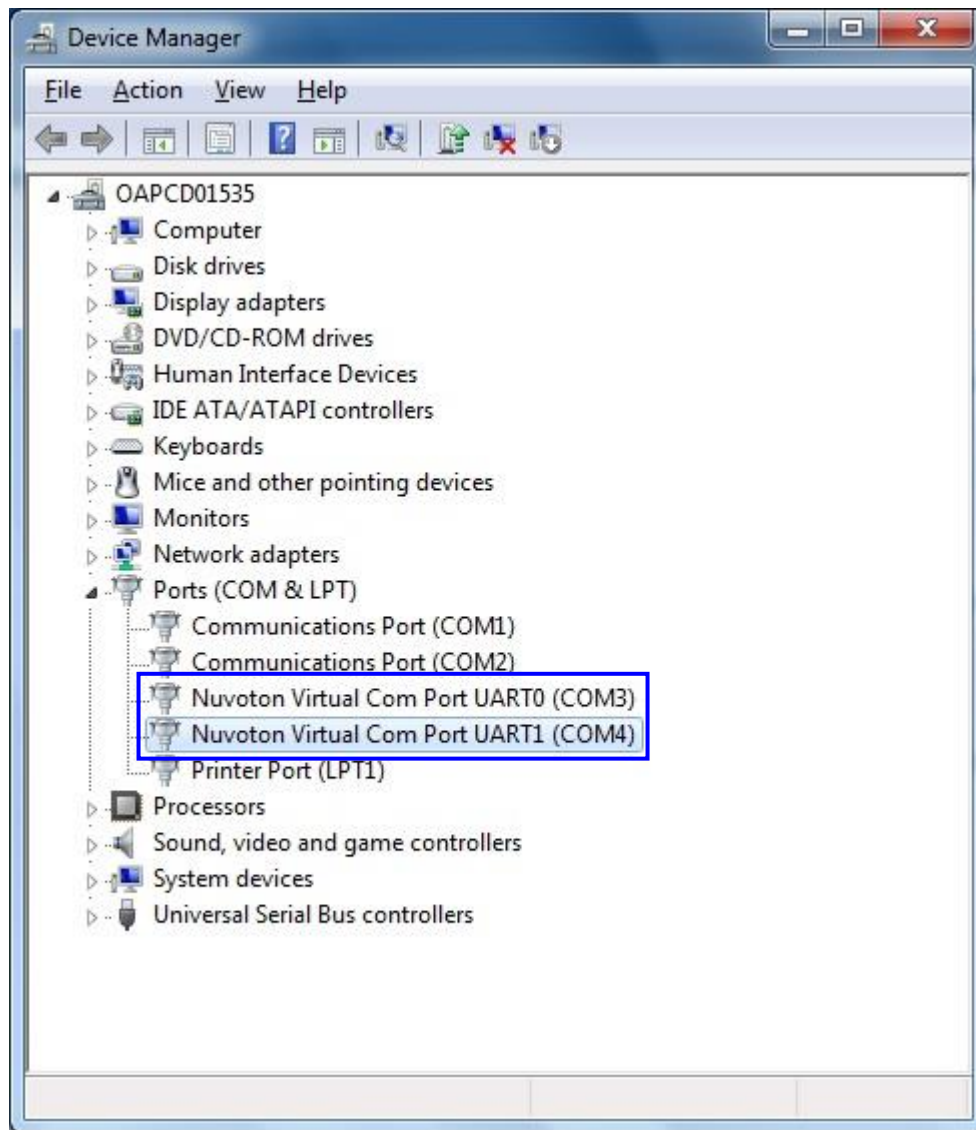 Device Manager
File Action View Help
OAPCD01535
Computer
Disk drives
Display adapters
DVD/CD-ROM drives
Human Interface Devices
IDE ATA/ATAPI controllers
Keyboards
Mice and other pointing devices
Monitors
Network adapters
Ports (COM & LPT)
Communications Port (COM1)
Communications Port (COM2)
Nuvoton Virtual Com Port UART0 (COM3)
Nuvoton Virtual Com Port UART1 (COM4)
Printer Port (LPT1)
Processors
Sound, video and game controllers
System devices
Universal Serial Bus controllers